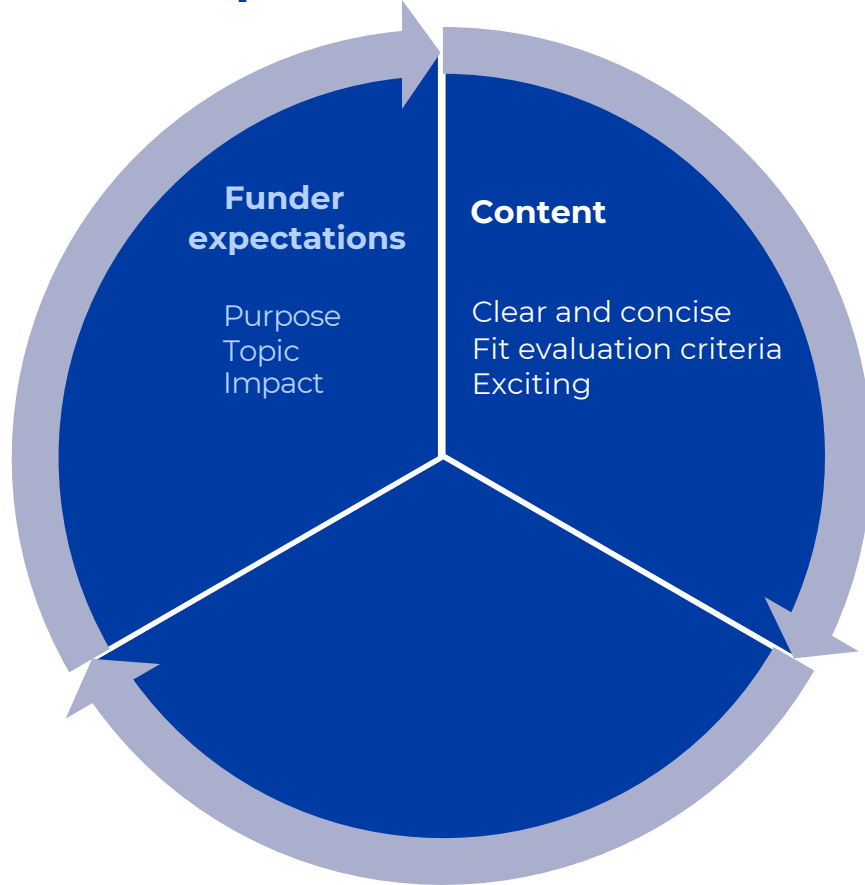 Funder
expectations
Purpose
Topic
Impact
Content
Clear and concise
Fit evaluation criteria
Exciting